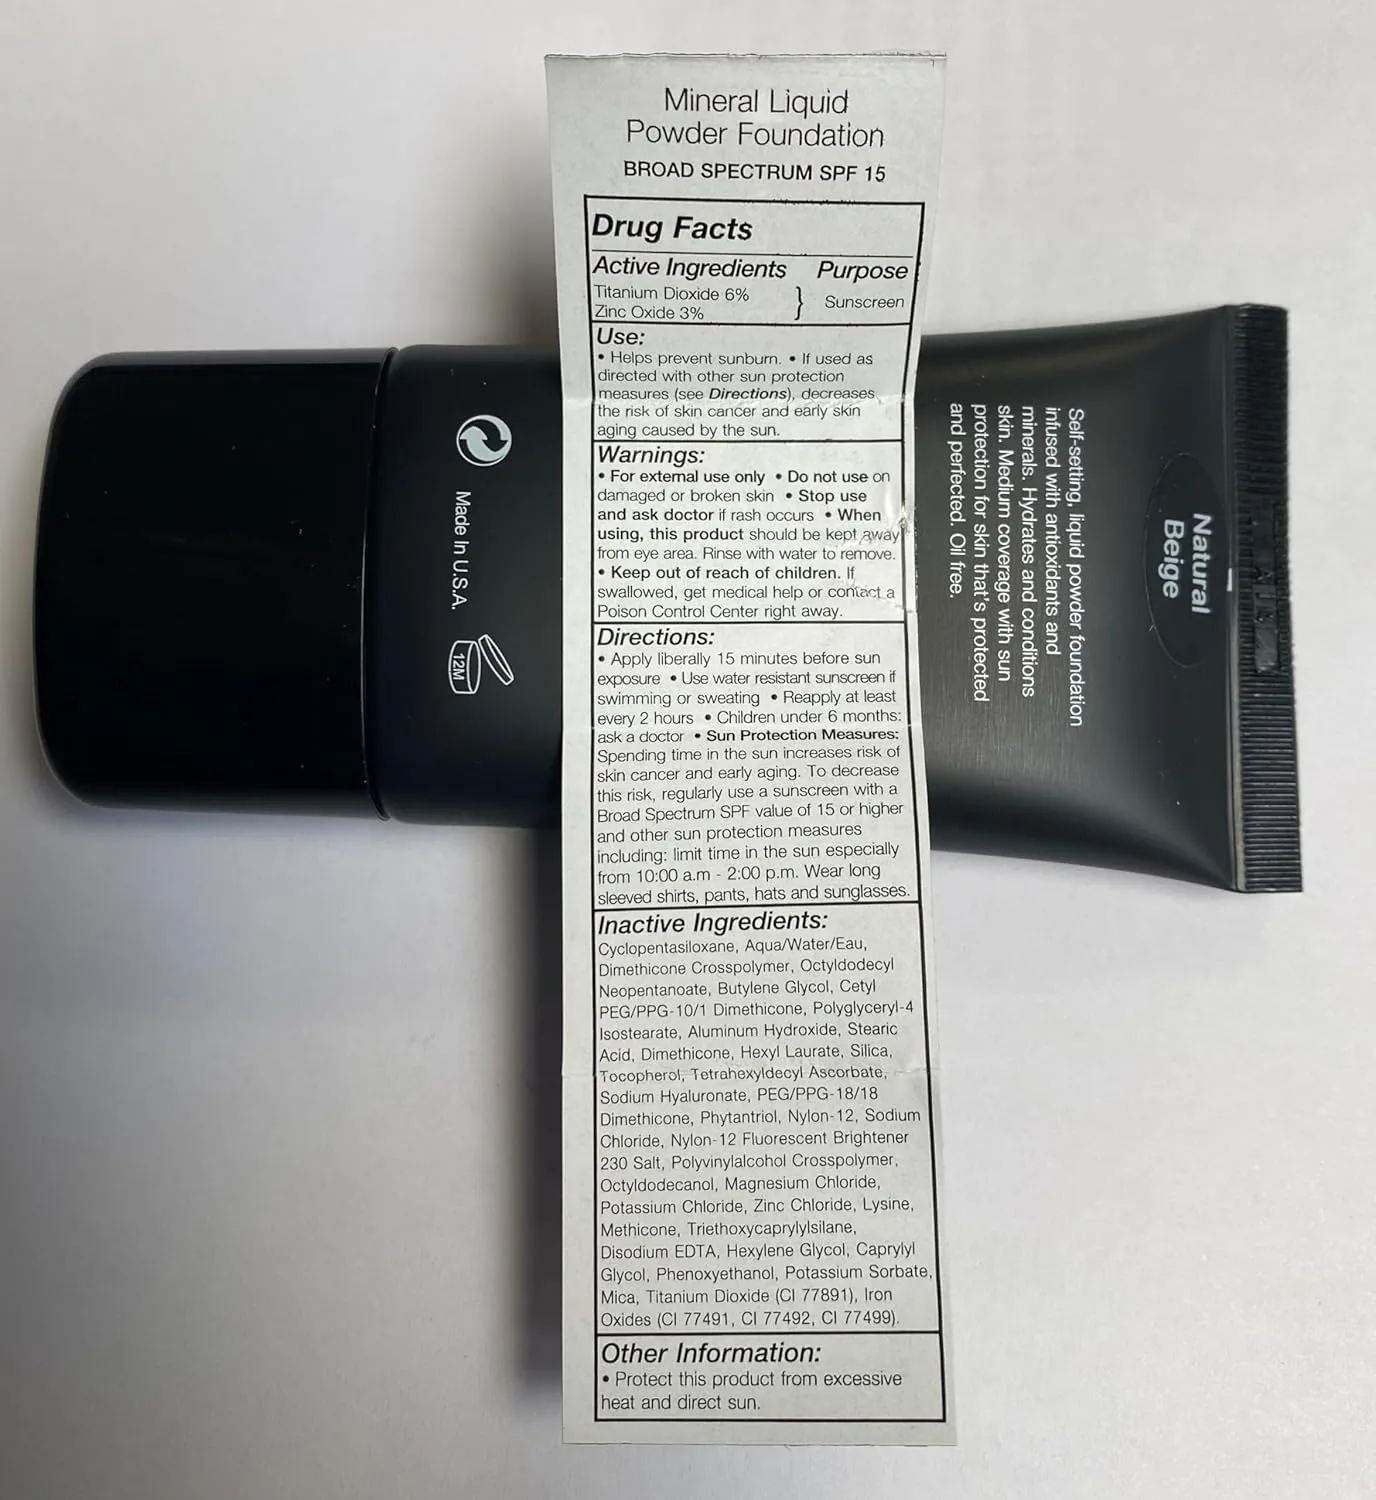 Mineral Liquid
Powder Foundation
BROAD SPECTRUM SPF 15
Drug Facts
Active Ingredients Purpose
Titanium Dioxide 6%
Zinc Oxide 3%
} Sunscreen
Use:
• Helps prevent sunburn. • If used as
directed with other sun protection
measures (see Directions), decreases
the risk of skin cancer and early skin
aging caused by the sun.
Warnings:
• For external use only • Do not use on
damaged or broken skin • Stop use
and ask doctor if rash occurs • When
using, this product should be kept away
from eye area. Rinse with water to remove.
• Keep out of reach of children. If
swallowed, get medical help or contact a
Poison Control Center right away.
Directions:
• Apply liberally 15 minutes before sun
exposure • Use water resistant sunscreen if
swimming or sweating • Reapply at least
every 2 hours • Children under 6 months:
ask a doctor • Sun Protection Measures:
Spending time in the sun increases risk of
skin cancer and early aging. To decrease
this risk, regularly use a sunscreen with a
Broad Spectrum SPF value of 15 or higher
and other sun protection measures
including: limit time in the sun especially
from 10:00 a.m - 2:00 p.m. Wear long
sleeved shirts, pants, hats and sunglasses.
Inactive Ingredients:
Cyclopentasiloxane, Aqua/Water/Eau,
Dimethicone Crosspolymer, Octyldodecyl
Neopentanoate, Butylene Glycol, Cetyl
PEG/PPG-10/1 Dimethicone, Polyglyceryl-4
Isostearate, Aluminum Hydroxide, Stearic
Acid, Dimethicone, Hexyl Laurate, Silica,
Tocopherol, Tetrahexyldecyl Ascorbate,
Sodium Hyaluronate, PEG/PPG-18/18
Dimethicone, Phytantriol, Nylon-12, Sodium
Chloride, Nylon-12 Fluorescent Brightener
230 Salt, Polyvinylalcohol Crosspolymer,
Octyldodecanol, Magnesium Chloride,
Potassium Chloride, Zinc Chloride, Lysine,
Methicone, Triethoxycaprylylsilane,
Disodium EDTA, Hexylene Glycol, Caprylyl
Glycol, Phenoxyethanol, Potassium Sorbate,
Mica, Titanium Dioxide (CI 77891), Iron
Oxides (CI 77491, CI 77492, CI 77499).
Other Information:
• Protect this product from excessive
heat and direct sun.
Natural
Beige
Self-setting, liquid powder foundation
infused with antioxidants and
minerals. Hydrates and conditions
skin. Medium coverage with sun
protection for skin that's protected
and perfected. Oil free.
Made In U.S.A.
12M